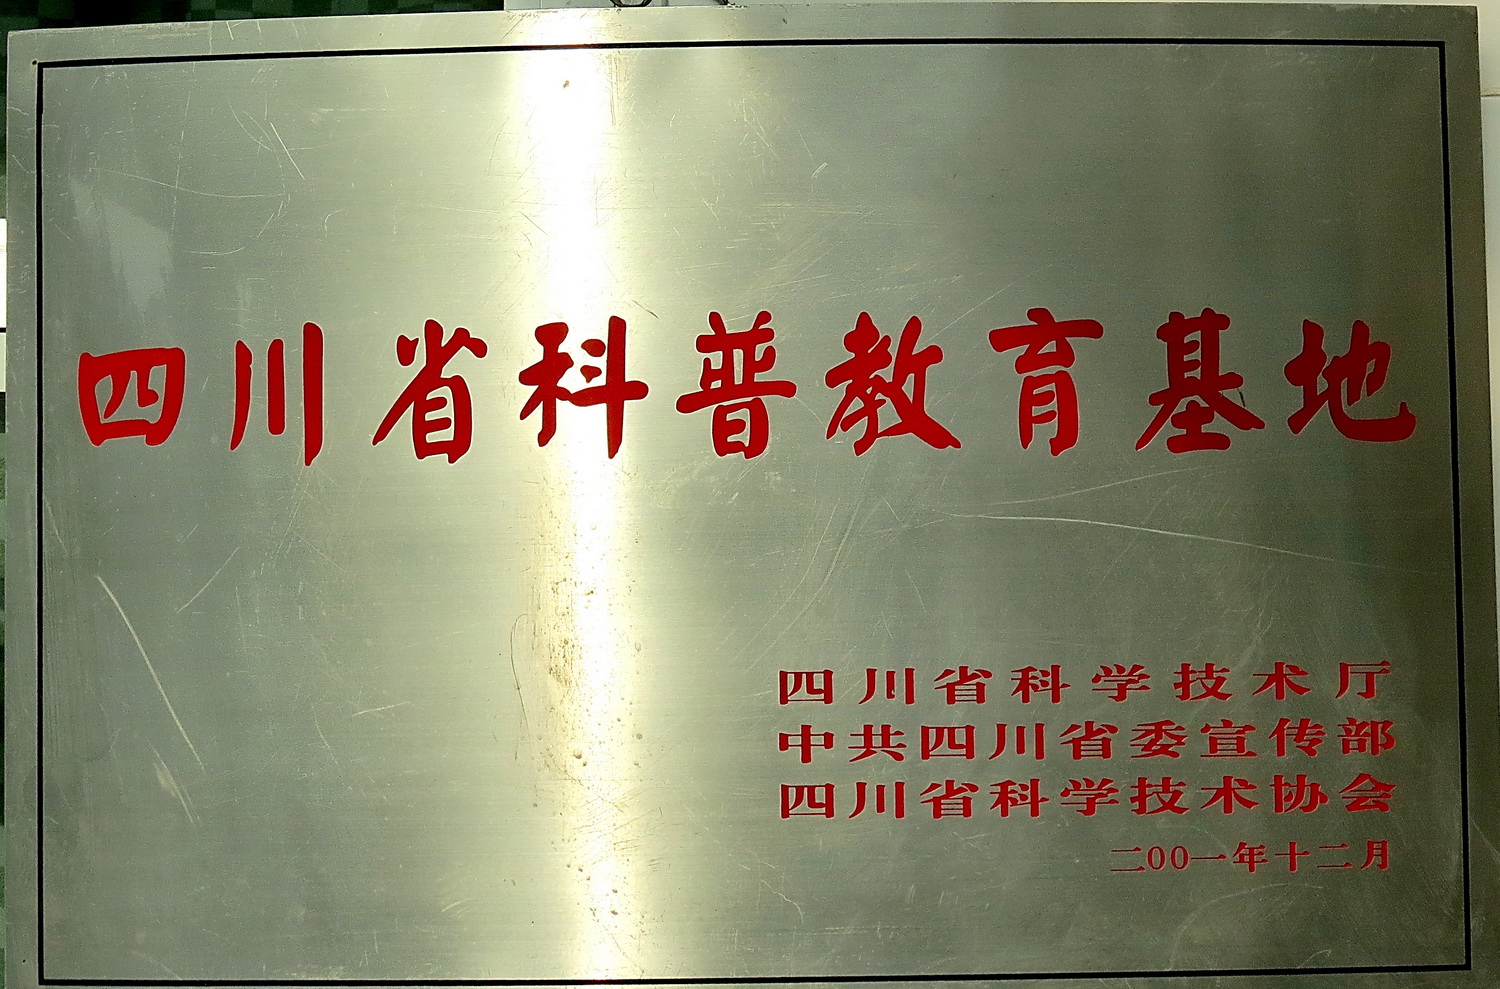 四川省科普教育基地
四川省科学技术厅
中共四川省委宣传部
四川省科学技术协会
二00一年十二月